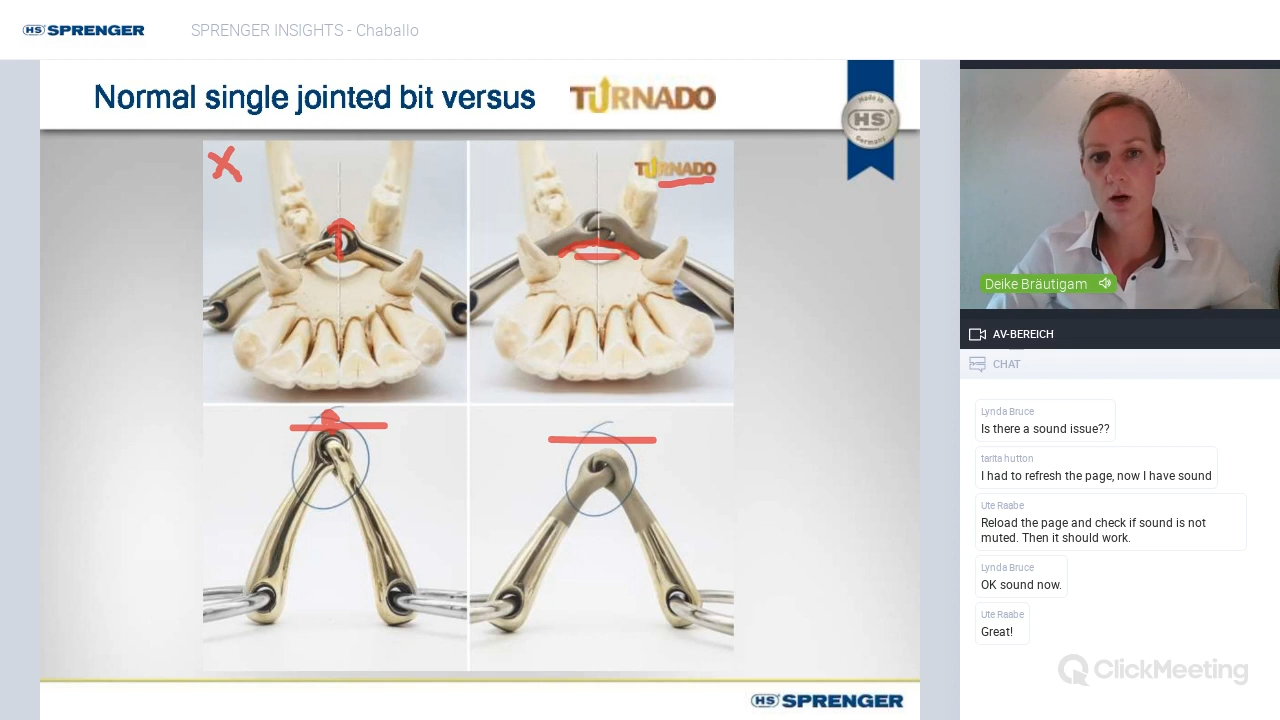 HS SPRENGER
SPRENGER INSIGHTS - Chaballo
Normal single jointed bit versus TURNADO
Made in
HS
Germany
TURNADO
Deike Bräutigam
AV-BEREICH
CHAT
Lynda Bruce
Is there a sound issue??
tarita hutton
I had to refresh the page, now I have sound
Ute Raabe
Reload the page and check if sound is not
muted. Then it should work.
Lynda Bruce
OK sound now.
Ute Raabe
Great!
ClickMeeting
HS SPRENGER